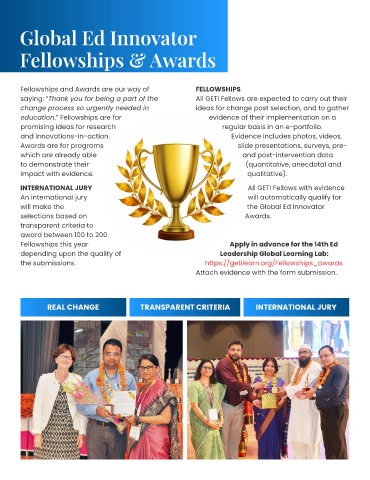 Global Ed Innovator
Fellowships & Awards
Fellowships and Awards are our way of
saying: “Thank you for being a part of the
change process so urgently needed in
education.” Fellowships are for
promising ideas for research
and innovations-in-action.
Awards are for programs
which are already able
to demonstrate their
impact with evidence.
INTERNATIONAL JURY
An international jury
will make the
selections based on
transparent criteria to
award between 100 to 200
Fellowships this year
depending upon the quality of
the submissions.
FELLOWSHIPS
All GETI Fellows are expected to carry out their
ideas for change post selection, and to gather
evidence of their implementation on a
regular basis in an e-portfolio.
Evidence includes photos, videos,
slide presentations, surveys, pre-
and post-intervention data
(quantitative, anecdotal and
qualitative).
All GETI Fellows with evidence
will automatically qualify for
the Global Ed Innovator
Awards.
Apply in advance for the 14th Ed
Leadership Global Learning Lab:
https://getilearn.org/fellowships_awards
Attach evidence with the form submission.
REAL CHANGE
TRANSPARENT CRITERIA
INTERNATIONAL JURY